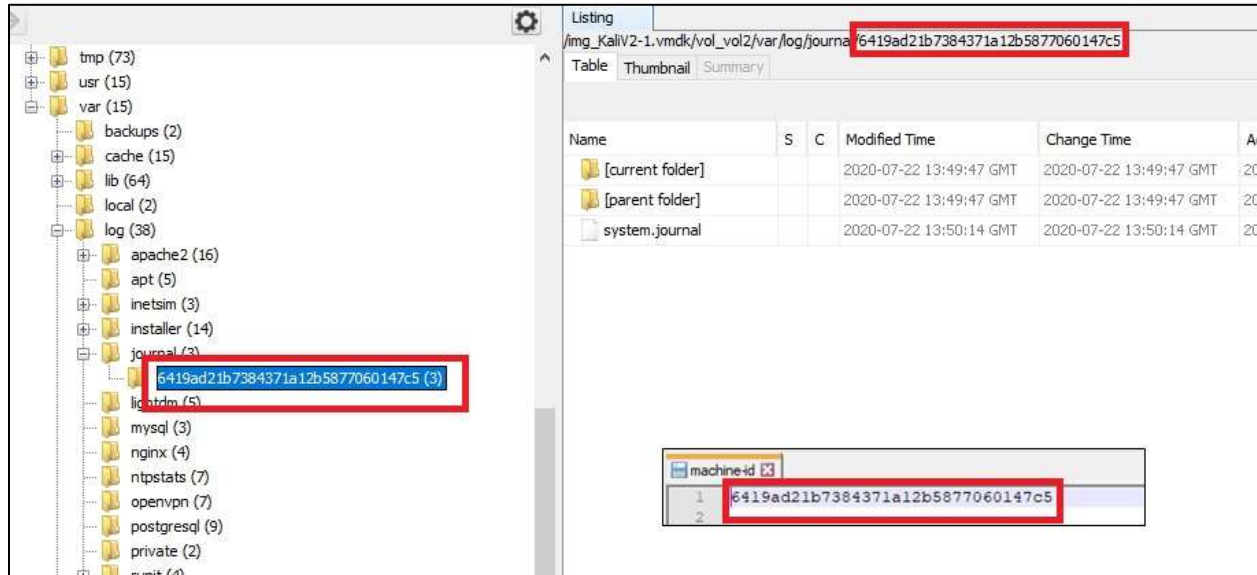 tmp (73)
usr (15)
var (15)
backups (2)
cache (15)
lib (64)
local (2)
log (38)
apache2 (16)
apt (5)
inetsim (3)
installer (14)
journal (3)
6419ad21b7384371a12b5877060147c5 (3)
lightdm (5)
mysql (3)
nginx (4)
ntpstats (7)
openvpn (7)
postgresql (9)
private (2)
runit (4)
Listing
/img_KaliV2-1.vmdk/vol_vol2/var/log/journal/6419ad21b7384371a12b5877060147c5
Table Thumbnail Summary
Name S C Modified Time Change Time
[current folder] 2020-07-22 13:49:47 GMT 2020-07-22 13:49:47 GMT 20
[parent folder] 2020-07-22 13:49:47 GMT 2020-07-22 13:49:47 GMT 20
system.journal 2020-07-22 13:50:14 GMT 2020-07-22 13:50:14 GMT 20
machine-id
1 6419ad21b7384371a12b5877060147c5
2